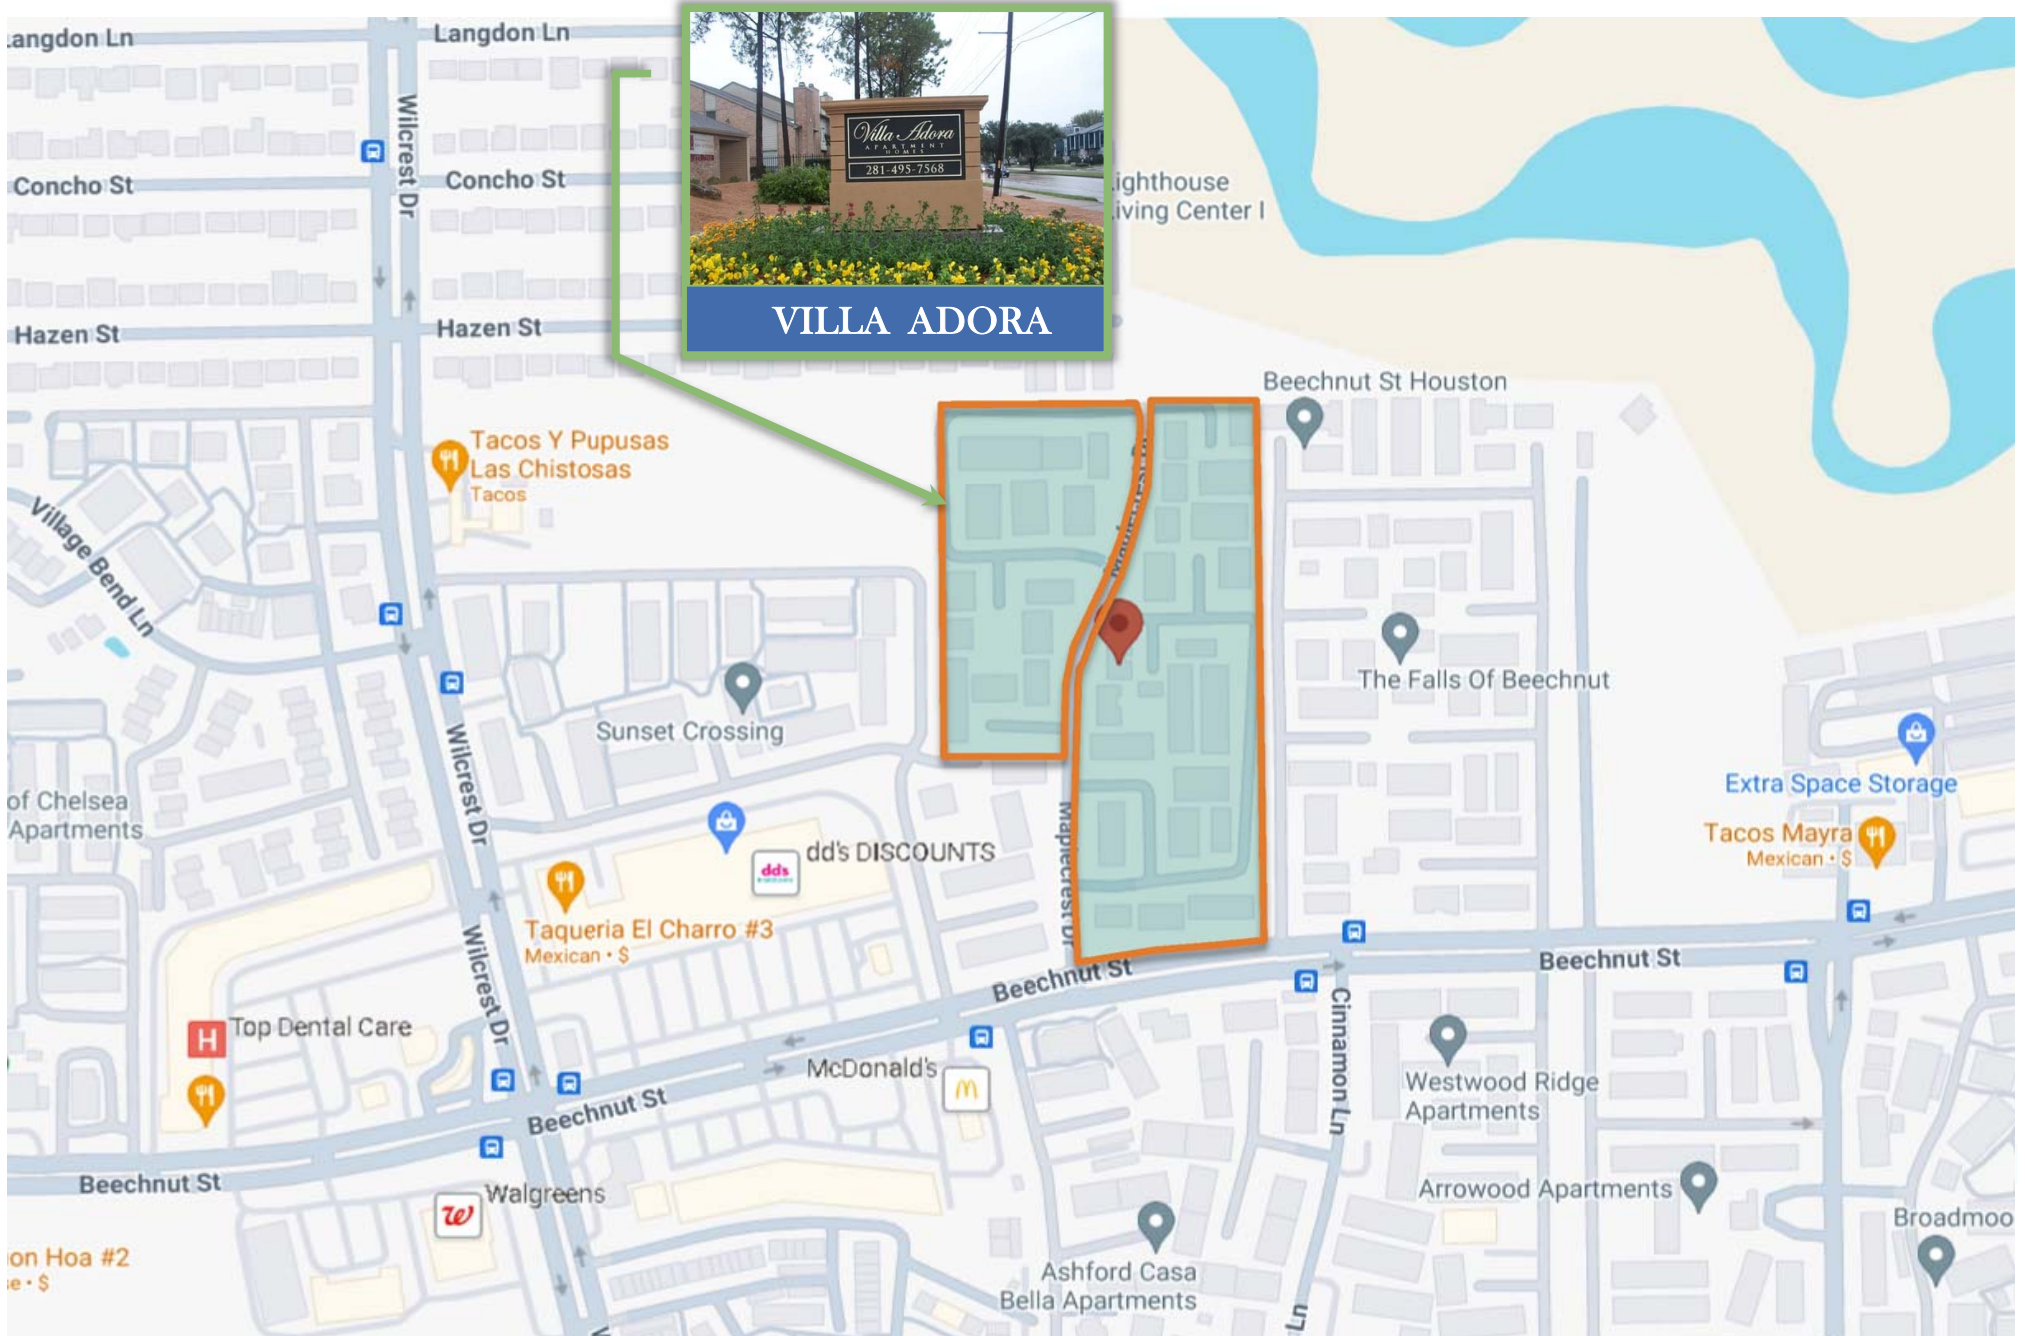 angdon Ln
Langdon Ln
Wilcrest Dr
Concho St
Concho St
Hazen St
Hazen St
Villa Adora
APARTMENT
HOMES
281-495-7568
VILLA ADORA
ighthouse
iving Center I
Beechnut St Houston
Tacos Y Pupusas
Las Chistosas
Tacos
Village Bend Ln
Sunset Crossing
The Falls Of Beechnut
Wilcrest Dr
of Chelsea
Apartments
dd's DISCOUNTS
dds
Maplecrest Dr
Extra Space Storage
Tacos Mayra
Mexican • $
Taqueria El Charro #3
Mexican • $
Wilcrest Dr
Beechnut St
Beechnut St
H
Top Dental Care
McDonald's
Cinnamon Ln
Westwood Ridge
Apartments
Beechnut St
Beechnut St
Walgreens
Arrowood Apartments
Broadmoo
on Hoa #2
se • $
Ashford Casa
Bella Apartments
Ln